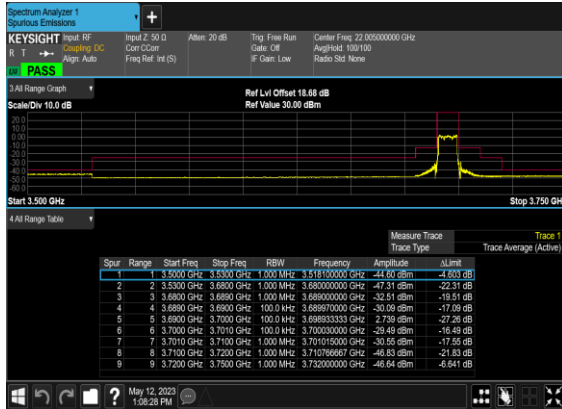 Spectrum Analyzer 1
Spurious Emissions
KEYSIGHT Input: RF Input Z: 50 Ω Atten: 20 dB Trig: Free Run Center Freq: 22.005000000 GHz
R T Coupling: DC Corr CCorr Gate: Off Avg|Hold: 100/100
Align: Auto Freq Ref: Int (S) IF Gain: Low Radio Std: None
LXI PASS
3 All Range Graph
Ref Lvl Offset 18.68 dB
Scale/Div 10.0 dB Ref Value 30.00 dBm
20.0
10.0
0.00
-10.0
-20.0
-30.0
-40.0
-50.0
-60.0
Start 3.500 GHz Stop 3.750 GH
4 All Range Table
Measure Trace Trace 1
Trace Type Trace Average (Active)
Spur Range Start Freq Stop Freq RBW Frequency Amplitude ΔLimit
1 1 3.5000 GHz 3.5300 GHz 1.000 MHz 3.518100000 GHz -44.60 dBm -4.603 dB
2 2 3.5300 GHz 3.6800 GHz 1.000 MHz 3.680000000 GHz -47.31 dBm -22.31 dB
3 3 3.6800 GHz 3.6890 GHz 1.000 MHz 3.689000000 GHz -32.51 dBm -19.51 dB
4 4 3.6890 GHz 3.6900 GHz 100.0 kHz 3.689970000 GHz -30.09 dBm -17.09 dB
5 5 3.6900 GHz 3.7000 GHz 100.0 kHz 3.698933333 GHz 2.739 dBm -27.26 dB
6 6 3.7000 GHz 3.7010 GHz 100.0 kHz 3.700030000 GHz -29.49 dBm -16.49 dB
7 7 3.7010 GHz 3.7100 GHz 1.000 MHz 3.701015000 GHz -30.55 dBm -17.55 dB
8 8 3.7100 GHz 3.7200 GHz 1.000 MHz 3.710766667 GHz -46.83 dBm -21.83 dB
9 9 3.7200 GHz 3.7500 GHz 1.000 MHz 3.732000000 GHz -46.64 dBm -6.641 dB
May 12, 2023
1:08:28 PM